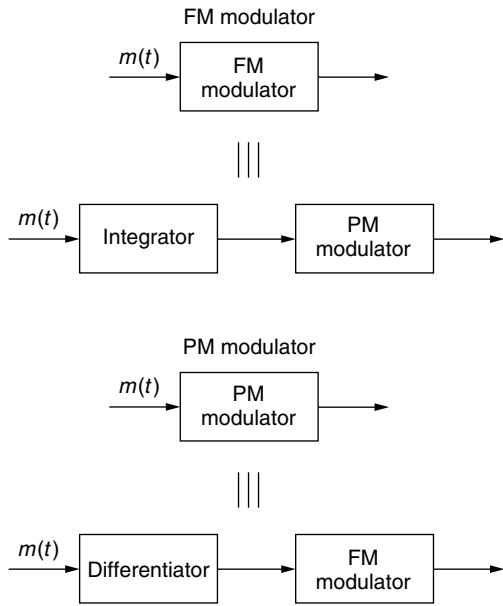 FM modulator
m(t)
FM
modulator
m(t)
Integrator
PM
modulator
PM modulator
m(t)
PM
modulator
m(t)
Differentiator
FM
modulator